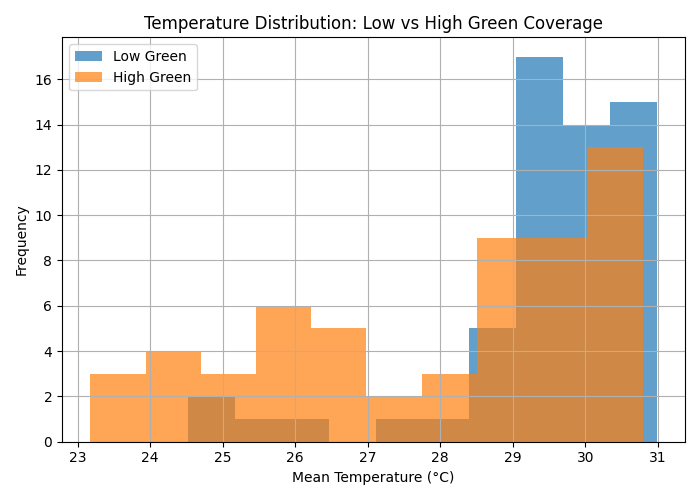 Temperature Distribution: Low vs High Green Coverage
Low Green
High Green
16
14
12
10
8
6
4
2
0
Frequency
23 24 25 26 27 28 29 30 31
Mean Temperature (°C)